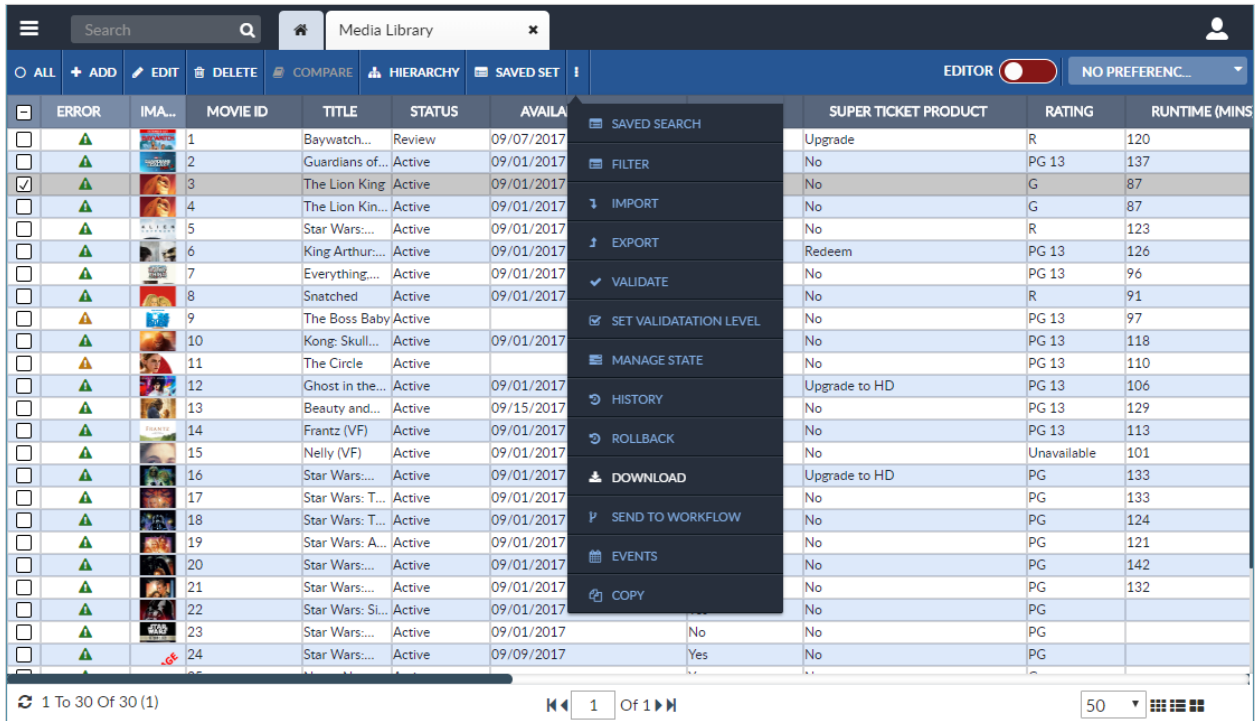 Search Media Library
ALL ADD EDIT DELETE COMPARE HIERARCHY SAVED SET EDITOR NO PREFERENC...
ERROR IMA... MOVIE ID TITLE STATUS AVAILA SUPER TICKET PRODUCT RATING RUNTIME (MINS
1 Baywatch... Review 09/07/2017 Upgrade R 120
2 Guardians of... Active 09/01/2017 No PG 13 137
3 The Lion King Active 09/01/2017 No G 87
4 The Lion Kin... Active 09/01/2017 No G 87
5 Star Wars:... Active 09/01/2017 No R 123
6 King Arthur:... Active 09/01/2017 Redeem PG 13 126
7 Everything,... Active 09/01/2017 No PG 13 96
8 Snatched Active 09/01/2017 No R 91
9 The Boss Baby Active No PG 13 97
10 Kong: Skull... Active 09/01/2017 No PG 13 118
11 The Circle Active No PG 13 110
12 Ghost in the... Active 09/01/2017 Upgrade to HD PG 13 106
13 Beauty and... Active 09/15/2017 No PG 13 129
14 Frantz (VF) Active 09/01/2017 No PG 13 113
15 Nelly (VF) Active 09/01/2017 No Unavailable 101
16 Star Wars:... Active 09/01/2017 Upgrade to HD PG 133
17 Star Wars: T... Active 09/01/2017 No PG 133
18 Star Wars: T... Active 09/01/2017 No PG 124
19 Star Wars: A... Active 09/01/2017 No PG 121
20 Star Wars:... Active 09/01/2017 No PG 142
21 Star Wars:... Active 09/01/2017 No PG 132
22 Star Wars: Si... Active 09/01/2017 No PG
23 Star Wars:... Active 09/01/2017 No No PG
24 Star Wars:... Active 09/09/2017 Yes No PG
SAVED SEARCH
FILTER
IMPORT
EXPORT
VALIDATE
SET VALIDATATION LEVEL
MANAGE STATE
HISTORY
ROLLBACK
DOWNLOAD
SEND TO WORKFLOW
EVENTS
COPY
1 To 30 Of 30 (1) 1 Of 1 50